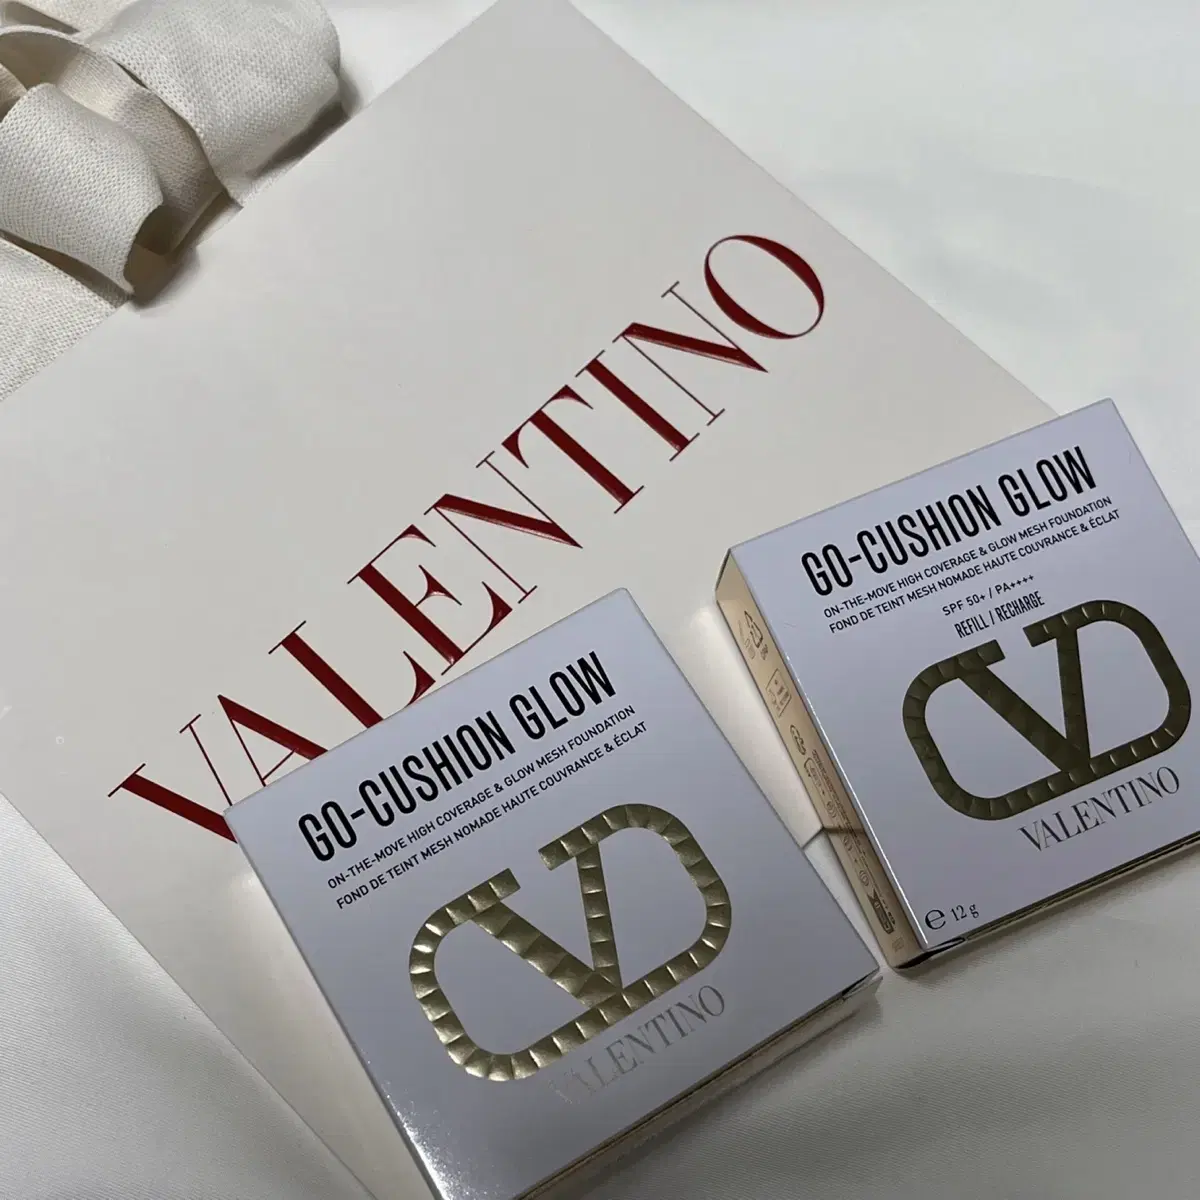 VALENTINO
GO-CUSHION GLOW
ON-THE-MOVE HIGH COVERAGE & GLOW MESH FOUNDATION
FOND DE TEINT MESH NOMADE HAUTE COUVRANCE & ÉCLAT
VALENTINO
GO-CUSHION GLOW
ON-THE-MOVE HIGH COVERAGE & GLOW MESH FOUNDATION
FOND DE TEINT MESH NOMADE HAUTE COUVRANCE & ÉCLAT
SPF 50+ / PA++++
REFILL / RECHARGE
VALENTINO
℮ 12 g